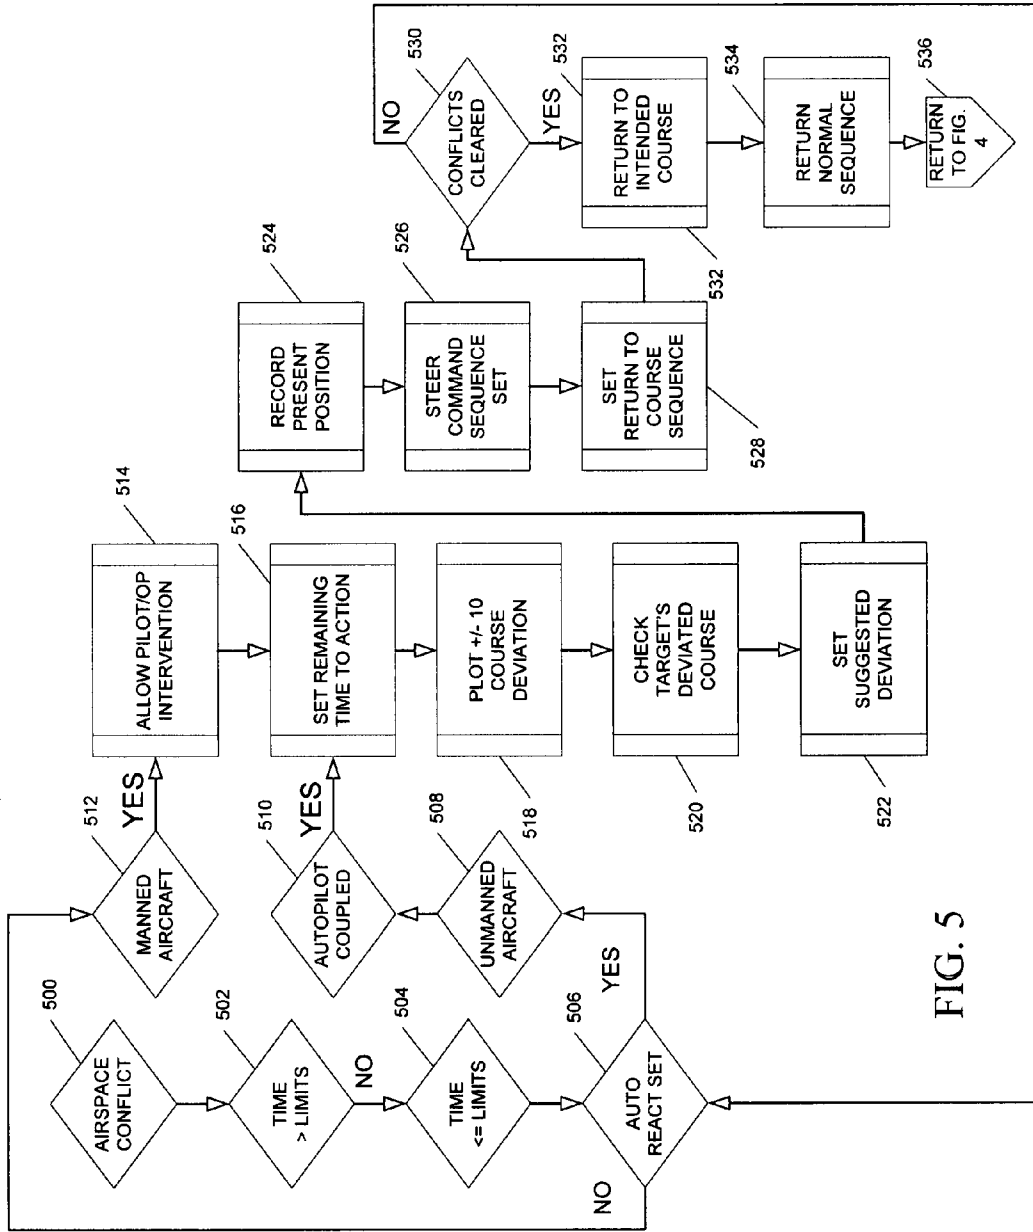 500
AIRSPACE
CONFLICT
502
TIME
> LIMITS
NO
504
TIME
<= LIMITS
506
AUTO
REACT SET
NO
YES
508
UNMANNED
AIRCRAFT
510
AUTOPILOT
COUPLED
YES
512
MANNED
AIRCRAFT
YES
514
ALLOW PILOT/OP
INTERVENTION
516
SET REMAINING
TIME TO ACTION
518
PLOT +/- 10
COURSE
DEVIATION
520
CHECK
TARGET'S
DEVIATED
COURSE
522
SET
SUGGESTED
DEVIATION
524
RECORD
PRESENT
POSITION
526
STEER
COMMAND
SEQUENCE
SET
528
SET
RETURN TO
COURSE
SEQUENCE
530
CONFLICTS
CLEARED
NO
YES
532
RETURN TO
INTENDED
COURSE
532
534
RETURN
NORMAL
SEQUENCE
536
RETURN
TO FIG.
4
FIG. 5